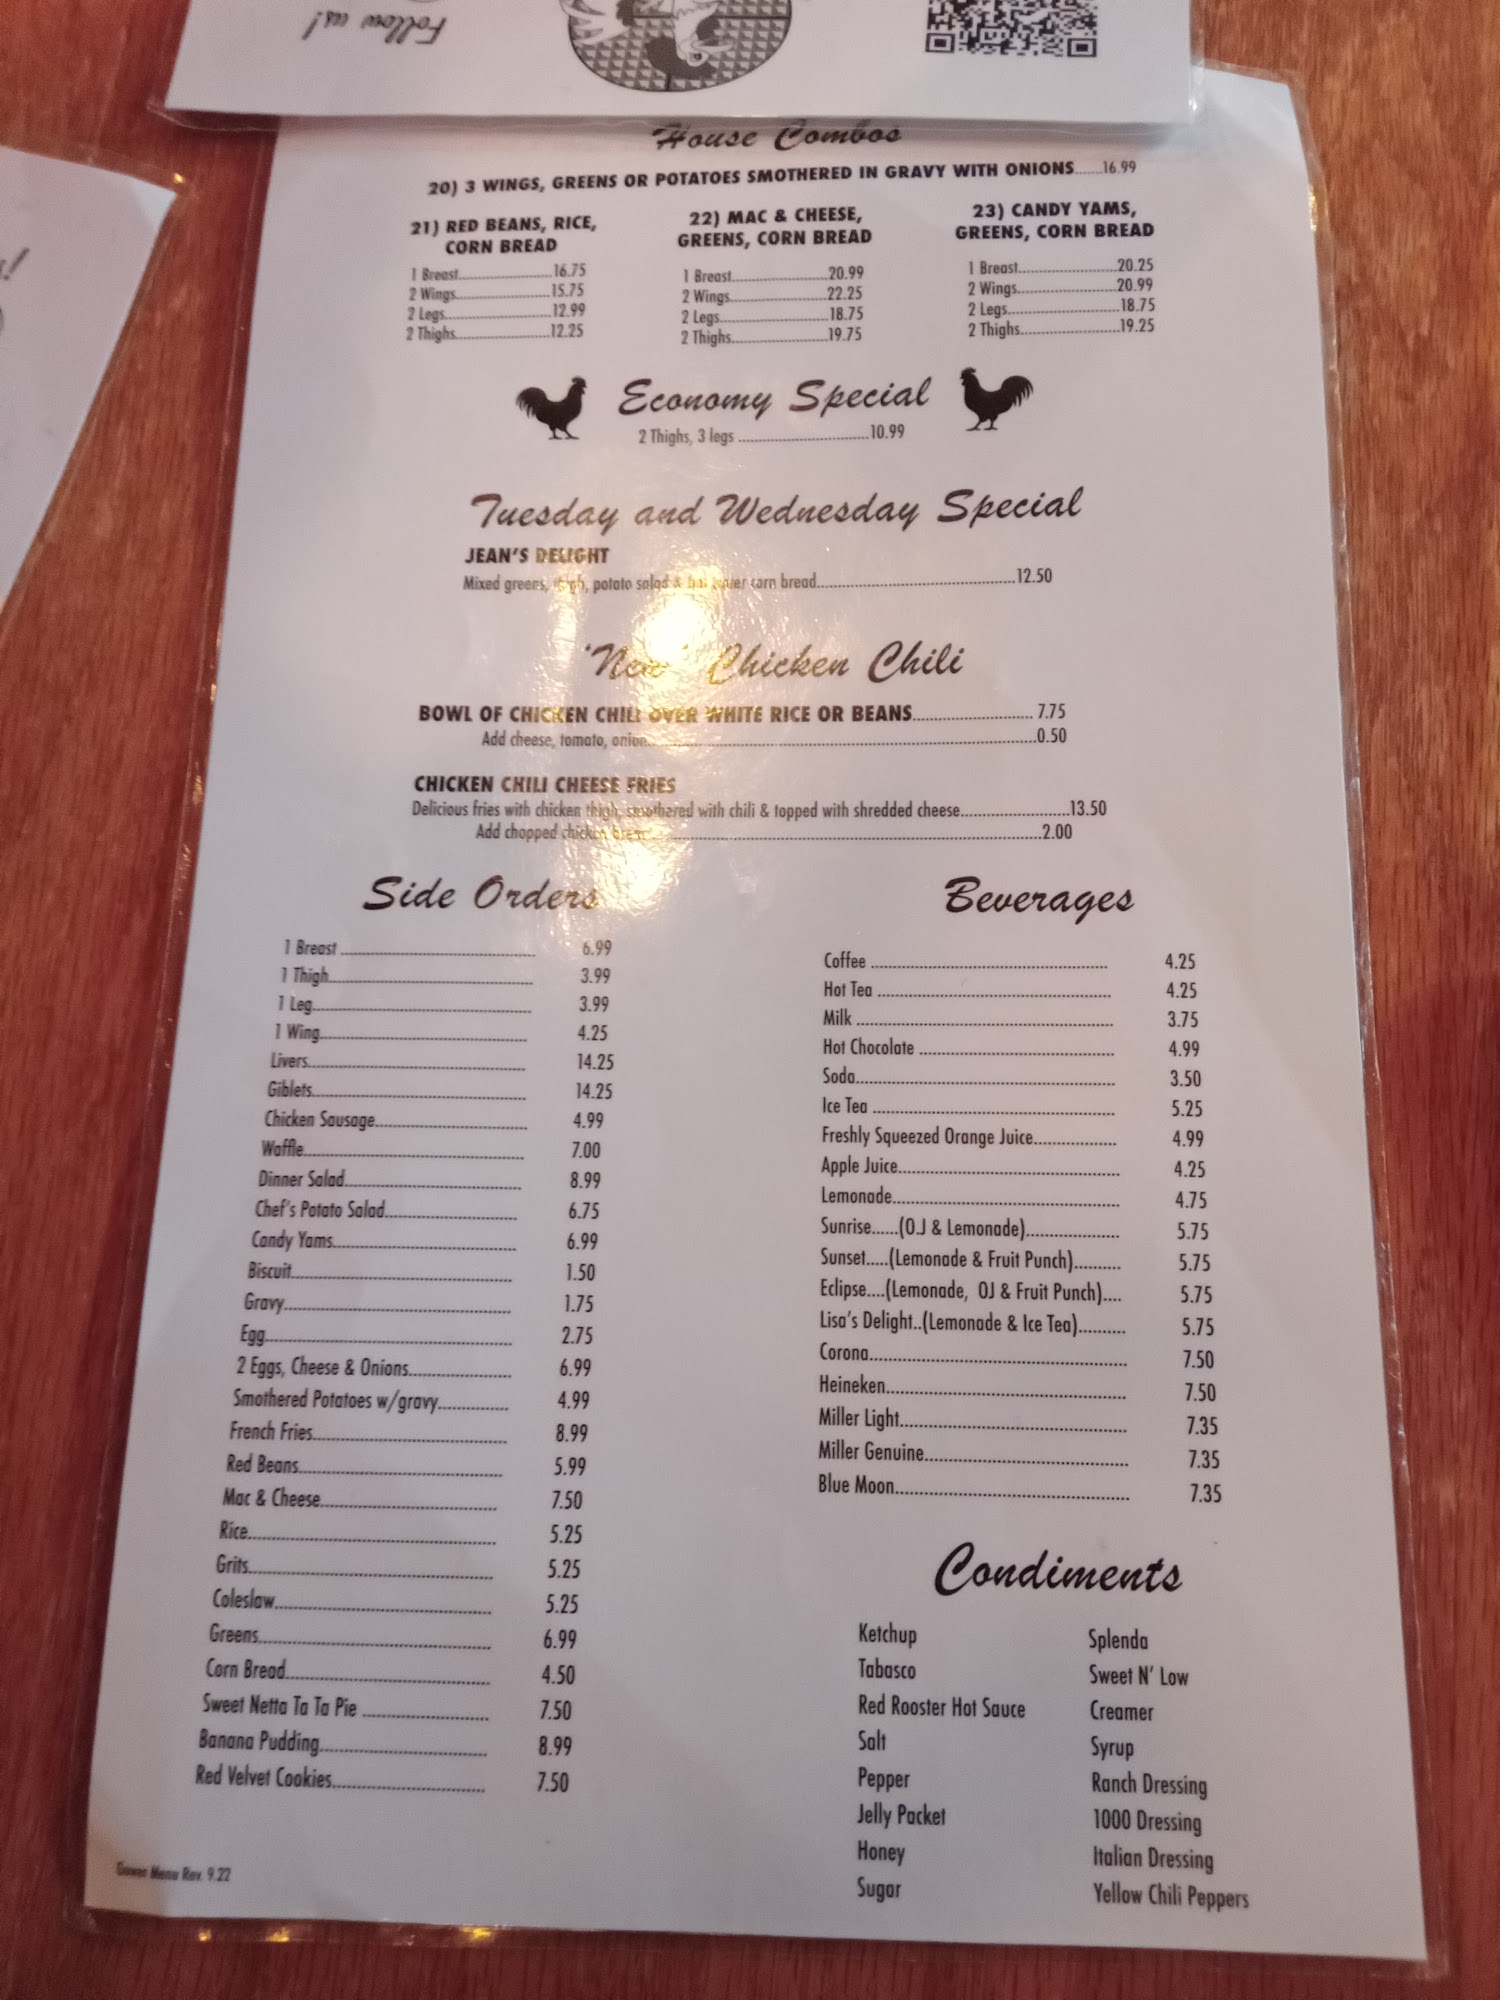 Follow us!
House Combos
20) 3 WINGS, GREENS OR POTATOES SMOTHERED IN GRAVY WITH ONIONS.......16.99
21) RED BEANS, RICE,
CORN BREAD
1 Breast....................16.75
2 Wings....................15.75
2 Legs......................12.99
2 Thighs....................12.25
22) MAC & CHEESE,
GREENS, CORN BREAD
1 Breast....................20.99
2 Wings....................22.25
2 Legs......................18.75
2 Thighs....................19.75
23) CANDY YAMS,
GREENS, CORN BREAD
1 Breast....................20.25
2 Wings....................20.99
2 Legs......................18.75
2 Thighs....................19.25
Economy Special
2 Thighs, 3 legs ..............................10.99
Tuesday and Wednesday Special
JEAN'S DELIGHT
Mixed greens, thigh, potato salad & hot water corn bread..............................12.50
'New' Chicken Chili
BOWL OF CHICKEN CHILI OVER WHITE RICE OR BEANS.................... 7.75
Add cheese, tomato, onion..............................0.50
CHICKEN CHILI CHEESE FRIES
Delicious fries with chicken thigh, smothered with chili & topped with shredded cheese....................13.50
Add chopped chicken breast..............................2.00
Side Orders
1 Breast .............................. 6.99
1 Thigh.............................. 3.99
1 Leg.............................. 3.99
1 Wing.............................. 4.25
Livers.............................. 14.25
Giblets.............................. 14.25
Chicken Sausage.............................. 4.99
Waffle.............................. 7.00
Dinner Salad.............................. 8.99
Chef's Potato Salad.............................. 6.75
Candy Yams.............................. 6.99
Biscuit.............................. 1.50
Gravy.............................. 1.75
Egg.............................. 2.75
2 Eggs, Cheese & Onions.................... 6.99
Smothered Potatoes w/gravy.............. 4.99
French Fries.............................. 8.99
Red Beans.............................. 5.99
Mac & Cheese.............................. 7.50
Rice.............................. 5.25
Grits.............................. 5.25
Coleslaw.............................. 5.25
Greens.............................. 6.99
Corn Bread.............................. 4.50
Sweet Netta Ta Ta Pie .................... 7.50
Banana Pudding.............................. 8.99
Red Velvet Cookies.............................. 7.50
Gower Menu Rev. 9.22
Beverages
Coffee .............................. 4.25
Hot Tea .............................. 4.25
Milk .............................. 3.75
Hot Chocolate .............................. 4.99
Soda.............................. 3.50
Ice Tea .............................. 5.25
Freshly Squeezed Orange Juice.................. 4.99
Apple Juice.............................. 4.25
Lemonade.............................. 4.75
Sunrise......(O.J & Lemonade).................... 5.75
Sunset.....(Lemonade & Fruit Punch).......... 5.75
Eclipse....(Lemonade, OJ & Fruit Punch).... 5.75
Lisa's Delight..(Lemonade & Ice Tea).......... 5.75
Corona.............................. 7.50
Heineken.............................. 7.50
Miller Light.............................. 7.35
Miller Genuine.............................. 7.35
Blue Moon.............................. 7.35
Condiments
Ketchup
Tabasco
Red Rooster Hot Sauce
Salt
Pepper
Jelly Packet
Honey
Sugar
Splenda
Sweet N' Low
Creamer
Syrup
Ranch Dressing
1000 Dressing
Italian Dressing
Yellow Chili Peppers